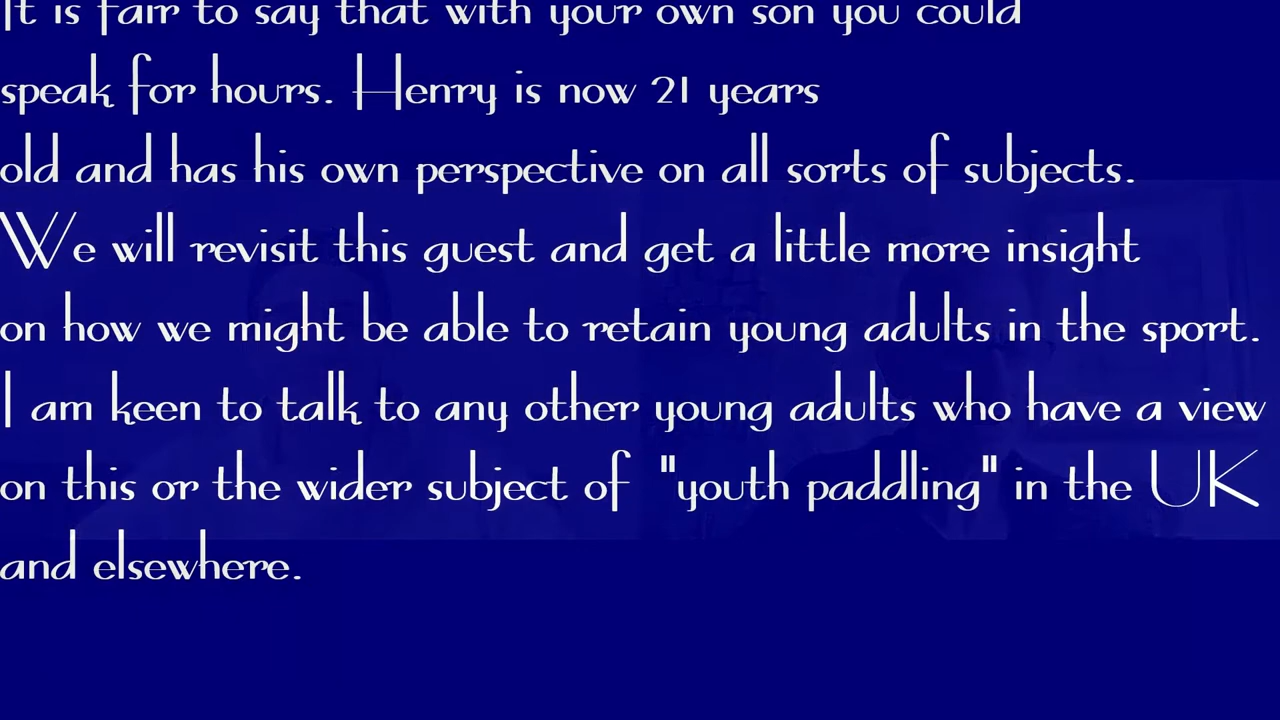 It is fair to say that with your own son you could
speak for hours. Henry is now 21 years
old and has his own perspective on all sorts of subjects.
We will revisit this guest and get a little more insight
on how we might be able to retain young adults in the sport.
I am keen to talk to any other young adults who have a view
on this or the wider subject of "youth paddling" in the UK
and elsewhere.